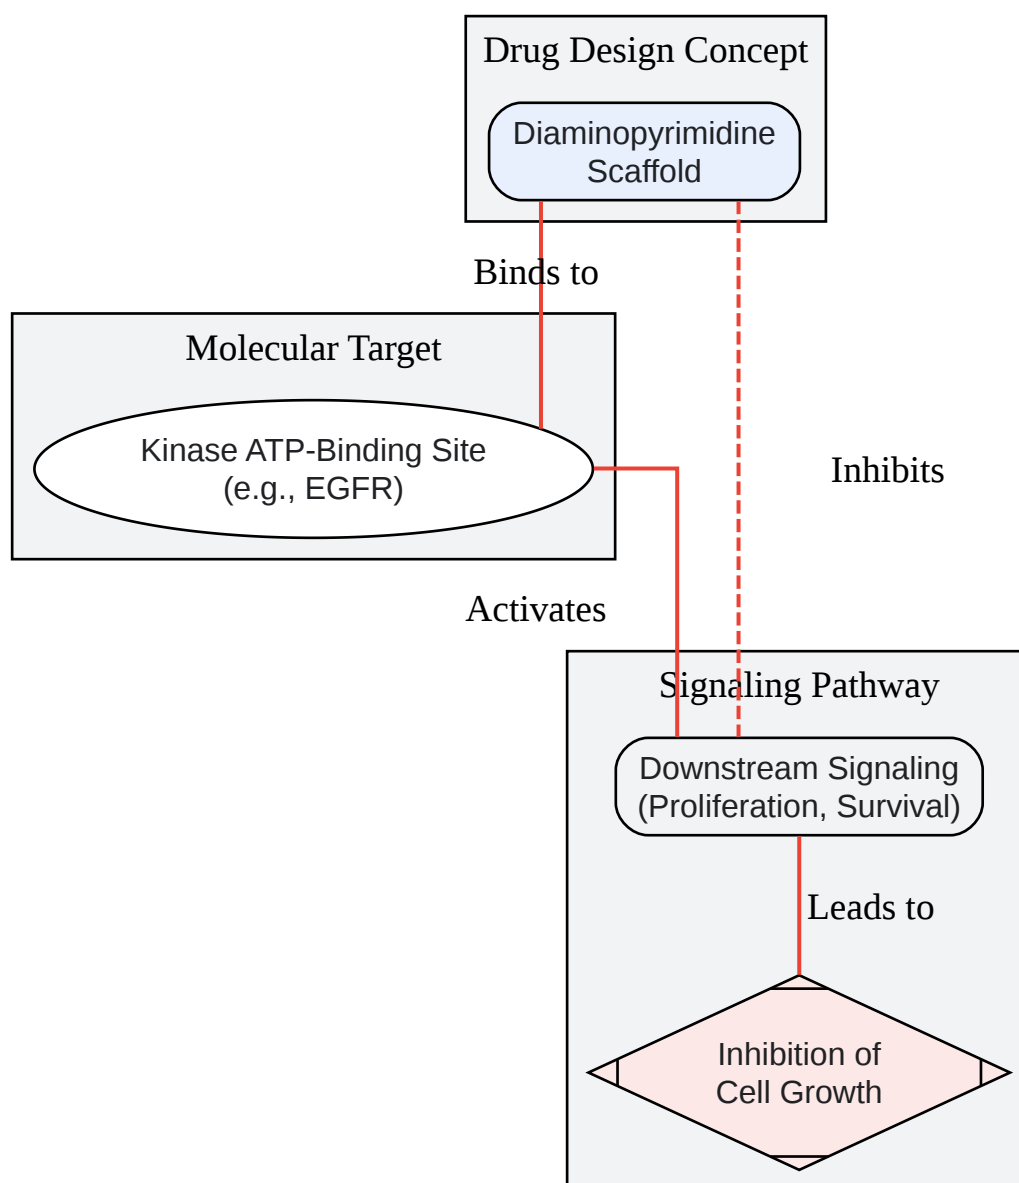 Drug Design Concept
Diaminopyrimidine
Scaffold
Binds to
Molecular Target
Kinase ATP-Binding Site
(e.g., EGFR)
Inhibits
Activates
Signaling Pathway
Downstream Signaling
(Proliferation, Survival)
Leads to
Inhibition of
Cell Growth